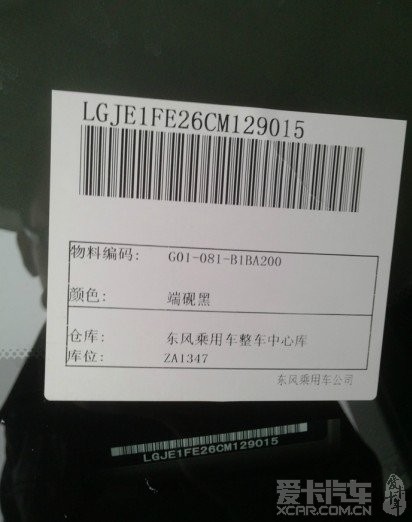 LGJE1FE26CM129015
物料编码: G01-081-B1BA200
颜色: 端砚黑
仓库: 东风乘用车整车中心库
库位: ZA1347
东风乘用车公司
LGJE1FE26CM129015
爱卡汽车
XCAR.COM.CN